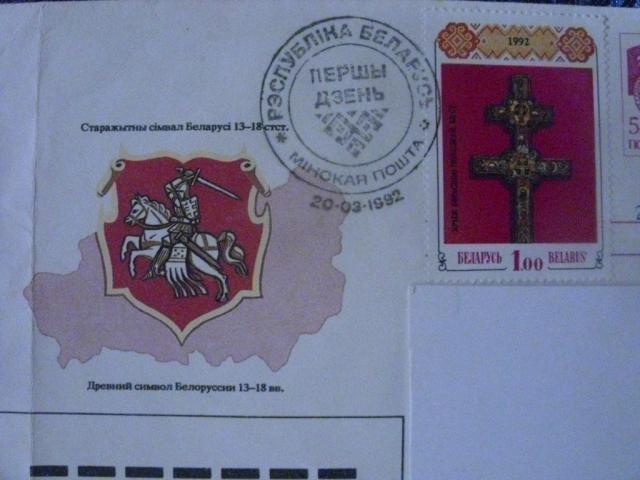 Старажытны сімвал Беларусі 13–18 стст.
РЭСПУБЛІКА БЕЛАРУСЬ
ПЕРШЫ
ДЗЕНЬ
МІНСКАЯ ПОШТА
20-03-1992
1992
БЕЛАРУСЬ 1.00 BELARUS'
5
Древний символ Белоруссии 13–18 вв.